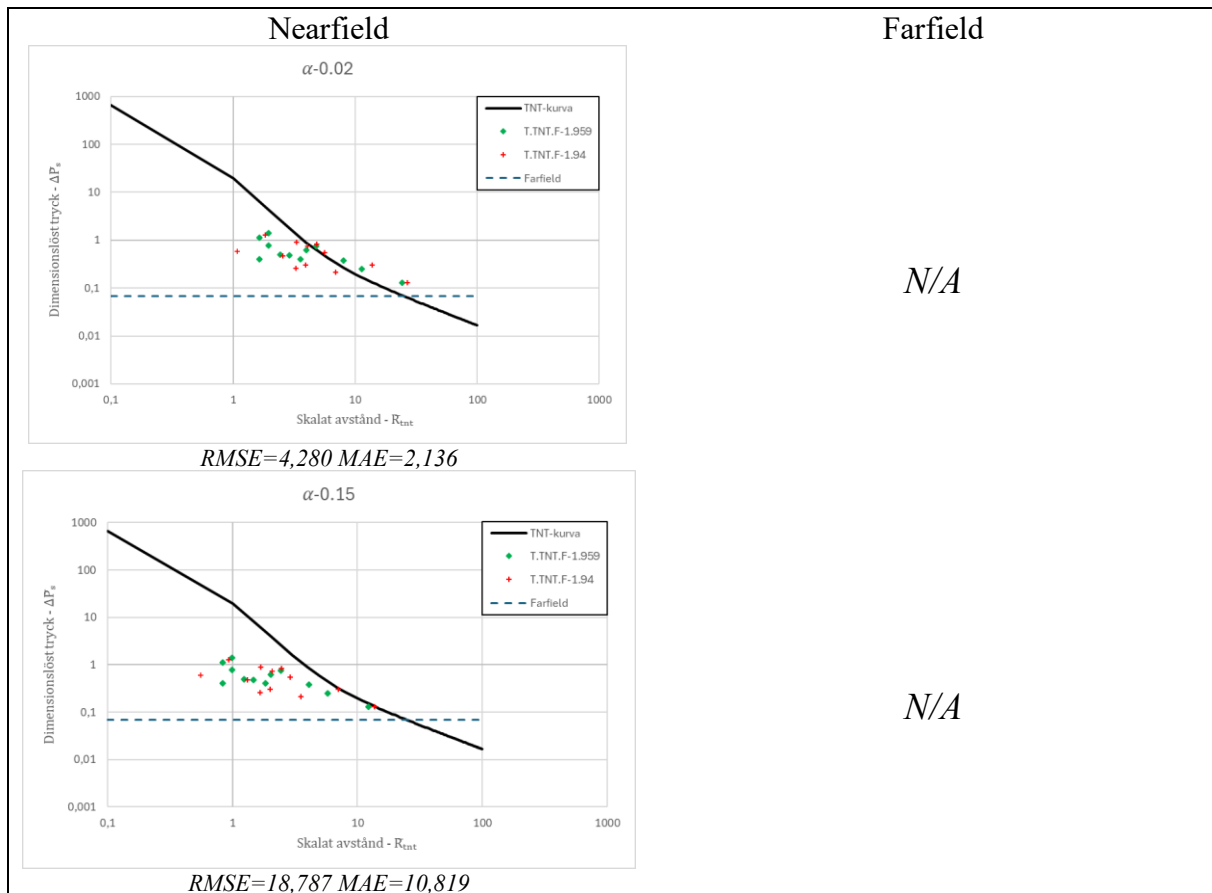 Nearfield
Farfield
α-0.02
1000
100
10
1
0,1
0,01
0,001
0,1
1
10
100
1000
Dimensionslöst tryck - ΔP̄s
Skalat avstånd - R̄tnt
TNT-kurva
T.TNT.F-1.959
T.TNT.F-1.94
Farfield
N/A
RMSE=4,280 MAE=2,136
α-0.15
1000
100
10
1
0,1
0,01
0,001
0,1
1
10
100
1000
Dimensionslöst tryck - ΔP̄s
Skalat avstånd - R̄tnt
TNT-kurva
T.TNT.F-1.959
T.TNT.F-1.94
Farfield
N/A
RMSE=18,787 MAE=10,819